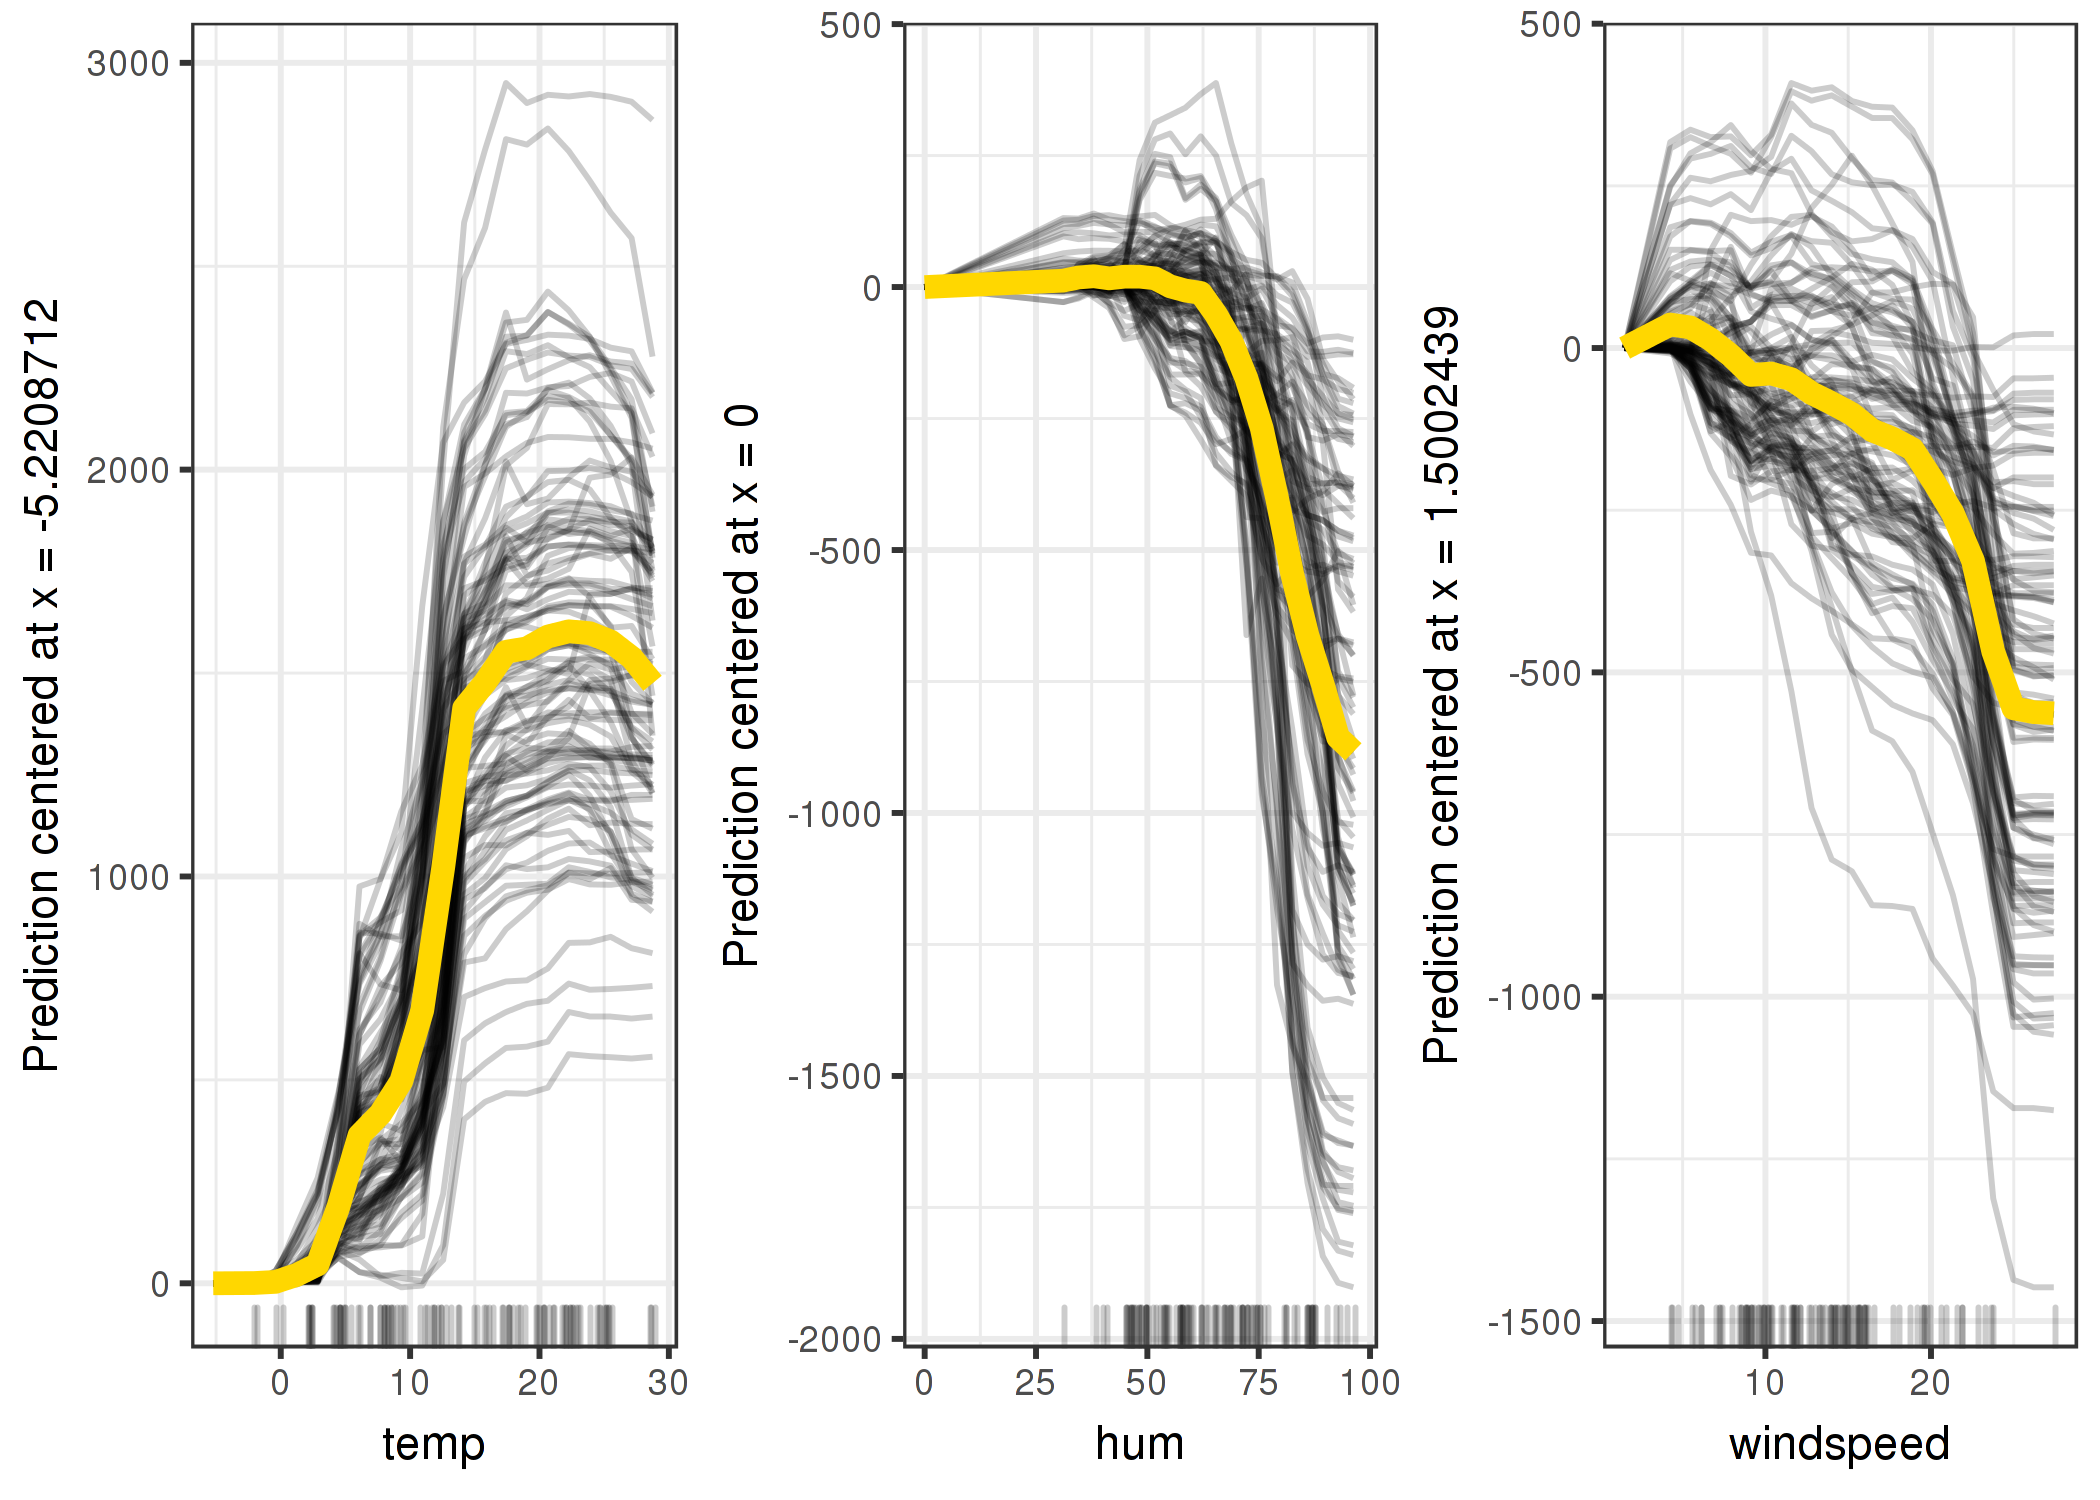 Prediction centered at x = -5.2208712
3000
2000
1000
0
0 10 20 30
temp
Prediction centered at x = 0
500
0
-500
-1000
-1500
-2000
0 25 50 75 100
hum
Prediction centered at x = 1.5002439
500
0
-500
-1000
-1500
10 20
windspeed